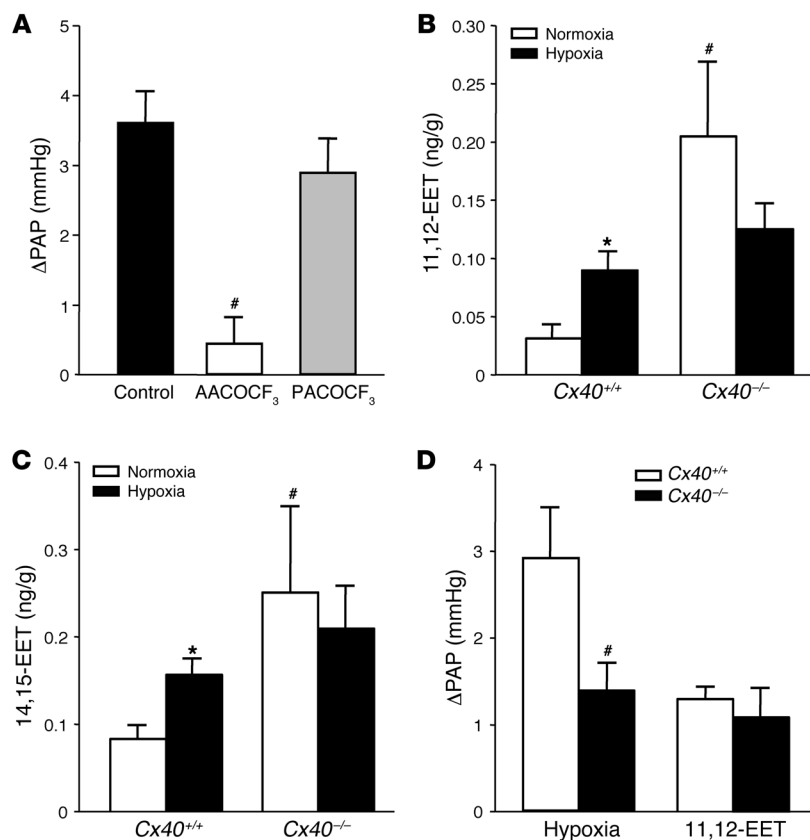 A
5
4
3
2
1
0
ΔPAP (mmHg)
#
Control AACOCF₃ PACOCF₃
B
Normoxia
Hypoxia
0.30
0.25
0.20
0.15
0.10
0.05
0
11,12-EET (ng/g)
*
#
Cx40⁺/⁺ Cx40⁻/⁻
C
Normoxia
Hypoxia
0.4
0.3
0.2
0.1
0
14,15-EET (ng/g)
*
#
Cx40⁺/⁺ Cx40⁻/⁻
D
Cx40⁺/⁺
Cx40⁻/⁻
4
3
2
1
0
ΔPAP (mmHg)
#
Hypoxia 11,12-EET